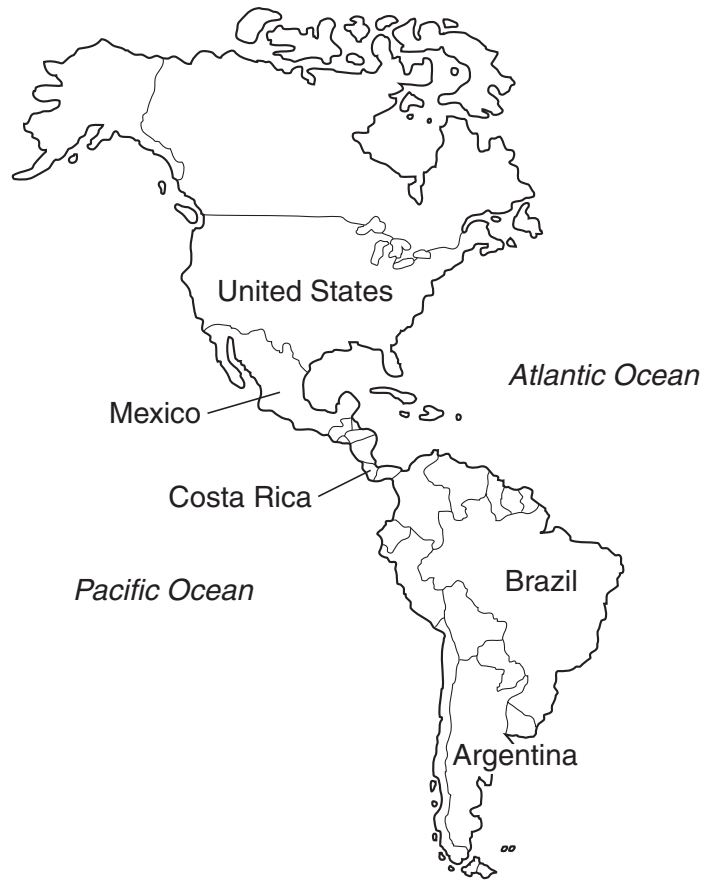 United States
Atlantic Ocean
Mexico
Costa Rica
Pacific Ocean
Brazil
Argentina